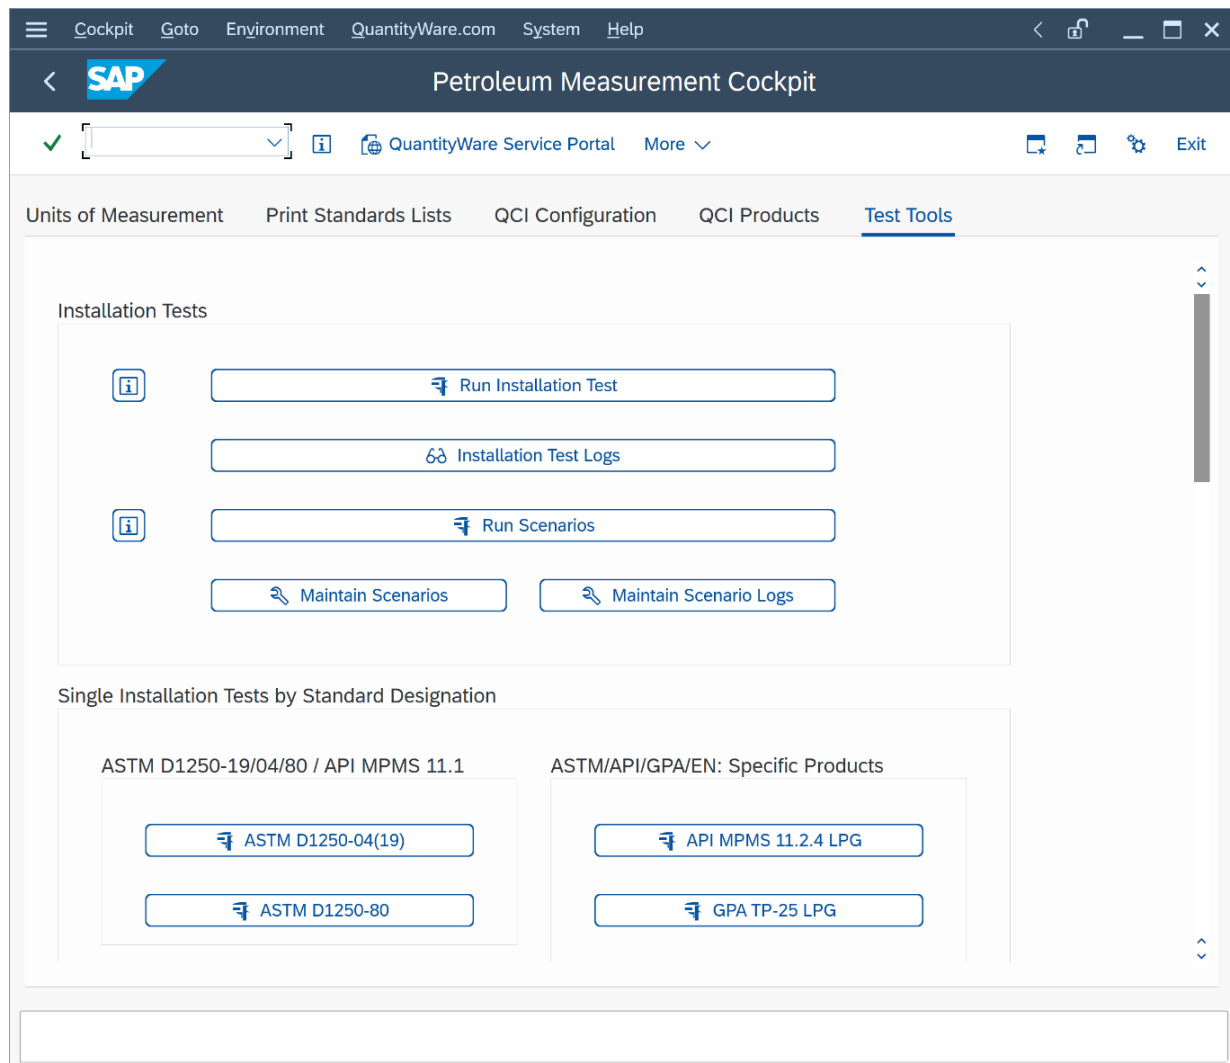 Cockpit Goto Environment QuantityWare.com System Help
SAP Petroleum Measurement Cockpit
QuantityWare Service Portal More Exit
Units of Measurement Print Standards Lists QCI Configuration QCI Products Test Tools
Installation Tests
Run Installation Test
Installation Test Logs
Run Scenarios
Maintain Scenarios Maintain Scenario Logs
Single Installation Tests by Standard Designation
ASTM D1250-19/04/80 / API MPMS 11.1 ASTM/API/GPA/EN: Specific Products
ASTM D1250-04(19) API MPMS 11.2.4 LPG
ASTM D1250-80 GPA TP-25 LPG